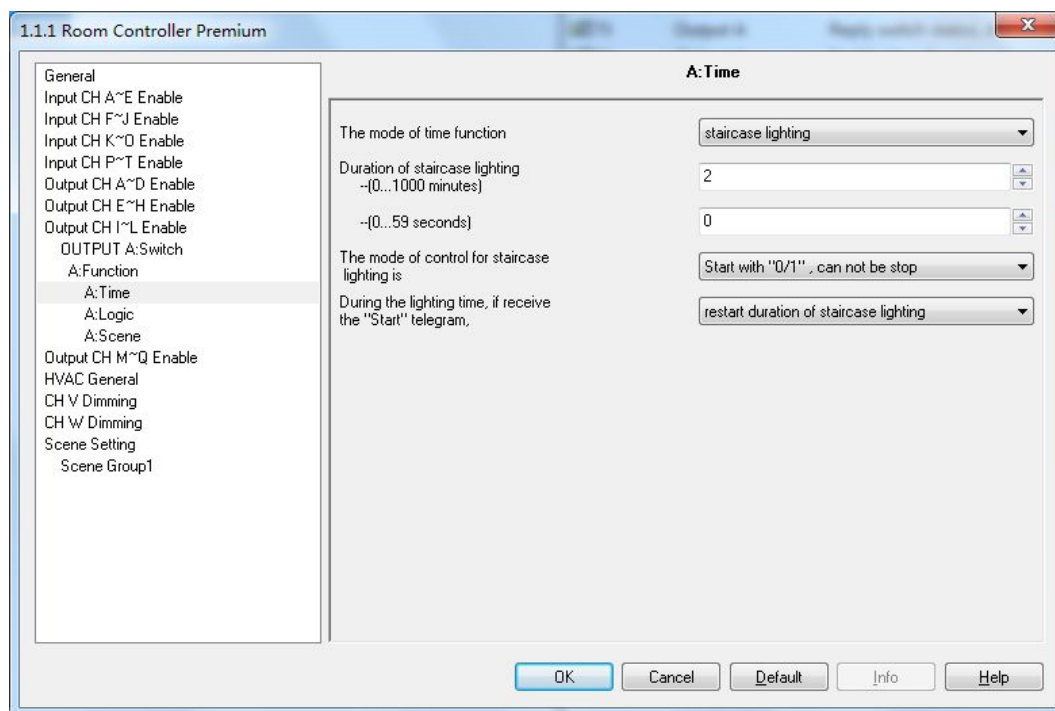 1.1.1 Room Controller Premium
General
Input CH A~E Enable
Input CH F~J Enable
Input CH K~O Enable
Input CH P~T Enable
Output CH A~D Enable
Output CH E~H Enable
Output CH I~L Enable
OUTPUT A:Switch
A:Function
A:Time
A:Logic
A:Scene
Output CH M~Q Enable
HVAC General
CH V Dimming
CH W Dimming
Scene Setting
Scene Group1
A:Time
The mode of time function
staircase lighting
Duration of staircase lighting
--(0...1000 minutes)
2
--(0...59 seconds)
0
The mode of control for staircase
lighting is
Start with "0/1" , can not be stop
During the lighting time, if receive
the "Start" telegram,
restart duration of staircase lighting
OK
Cancel
Default
Info
Help